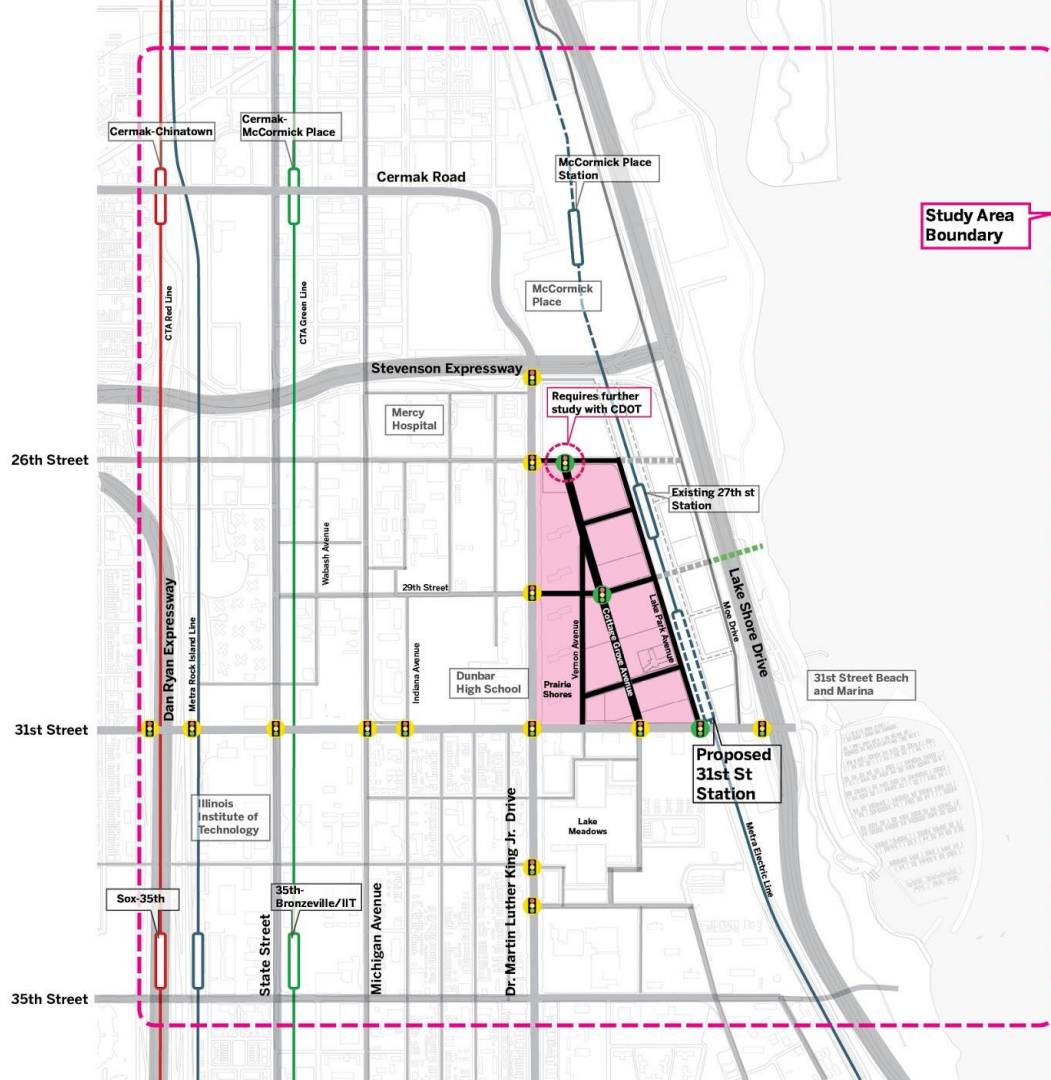 Cermak-Chinatown
Cermak-
McCormick Place
Cermak Road
McCormick Place
Station
Study Area
Boundary
McCormick
Place
CTA Red Line
CTA Green Line
Stevenson Expressway
Requires further
study with CDOT
Mercy
Hospital
26th Street
Existing 27th st
Station
Wabash Avenue
29th Street
Lake Shore Drive
Moe Drive
Lake Park Avenue
Cottage Grove Avenue
Vernon Avenue
Dan Ryan Expressway
Metra Rock Island Line
Indiana Avenue
Dunbar
High School
Prairie
Shores
31st Street Beach
and Marina
31st Street
Proposed
31st St
Station
Illinois
Institute of
Technology
Lake
Meadows
Metra Electric Line
Dr. Martin Luther King Jr. Drive
Michigan Avenue
State Street
Sox-35th
35th-
Bronzeville/IIT
35th Street